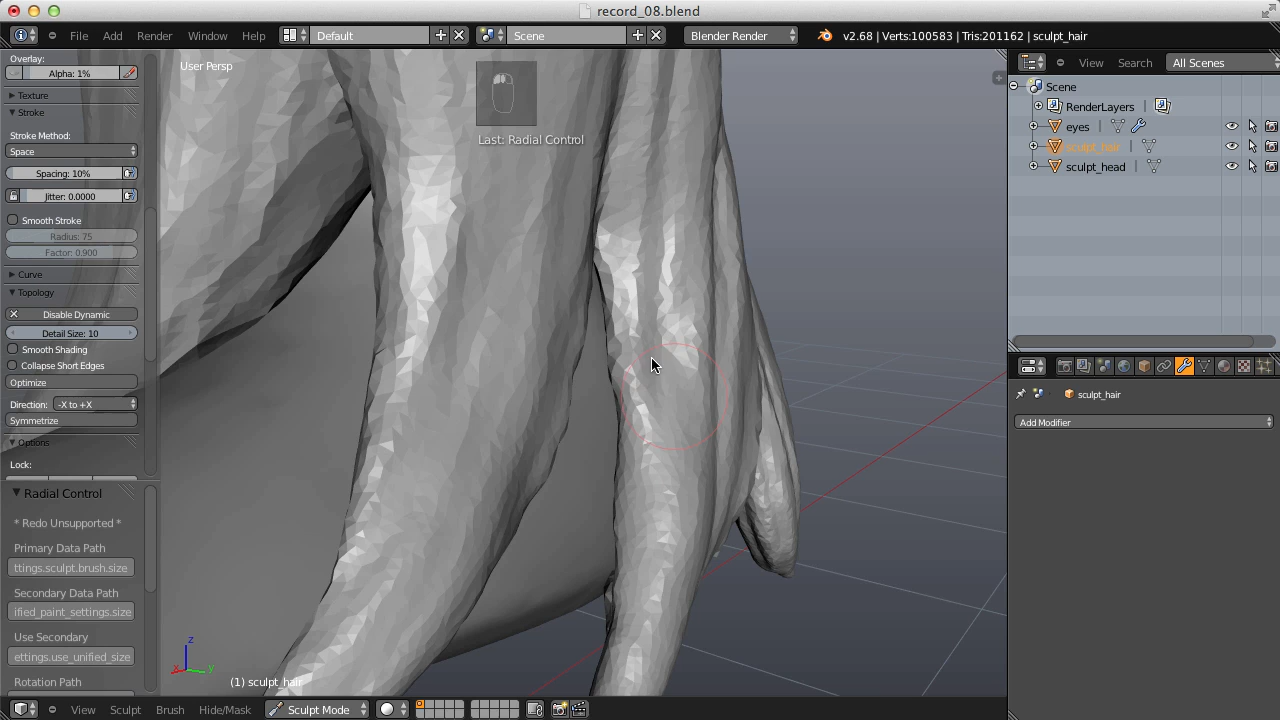 record_08.blend
File Add Render Window Help Default Scene Blender Render v2.68 | Verts:100583 | Tris:201162 | sculpt_hair
Overlay:
Alpha: 1%
Texture
Stroke
Stroke Method:
Space
Spacing: 10%
Jitter: 0.0000
Smooth Stroke
Radius: 75
Factor: 0.900
Curve
Topology
Disable Dynamic
Detail Size: 10
Smooth Shading
Collapse Short Edges
Optimize
Direction: -X to +X
Symmetrize
Options
Lock:
Radial Control
* Redo Unsupported *
Primary Data Path
ttings.sculpt.brush.size
Secondary Data Path
ified_paint_settings.size
Use Secondary
ettings.use_unified_size
Rotation Path
User Persp
Last: Radial Control
z
x y
(1) sculpt_hair
View Sculpt Brush Hide/Mask Sculpt Mode
View Search All Scenes
Scene
RenderLayers
eyes
sculpt_hair
sculpt_head
sculpt_hair
Add Modifier